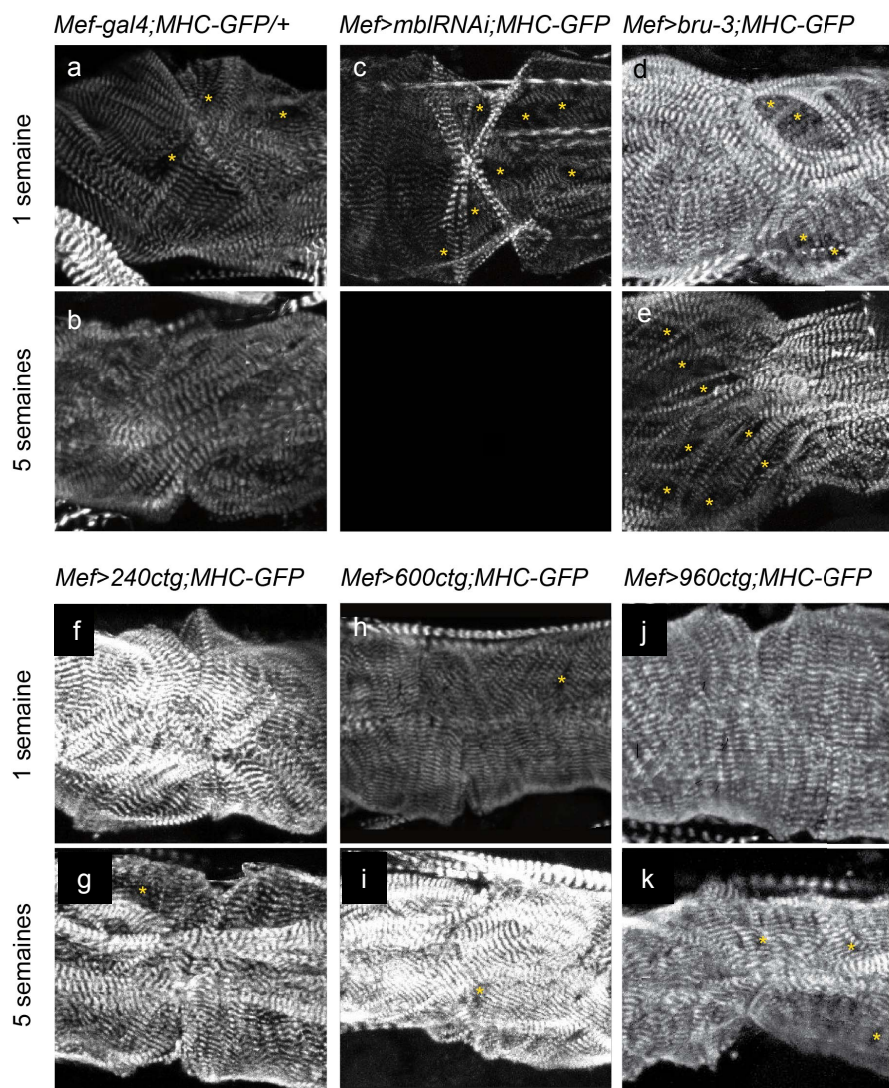 Mef-gal4;MHC-GFP/+ Mef>mblRNAi;MHC-GFP Mef>bru-3;MHC-GFP
1 semaine
a
c
d
5 semaines
b
e
Mef>240ctg;MHC-GFP Mef>600ctg;MHC-GFP Mef>960ctg;MHC-GFP
1 semaine
f
h
j
5 semaines
g
i
k